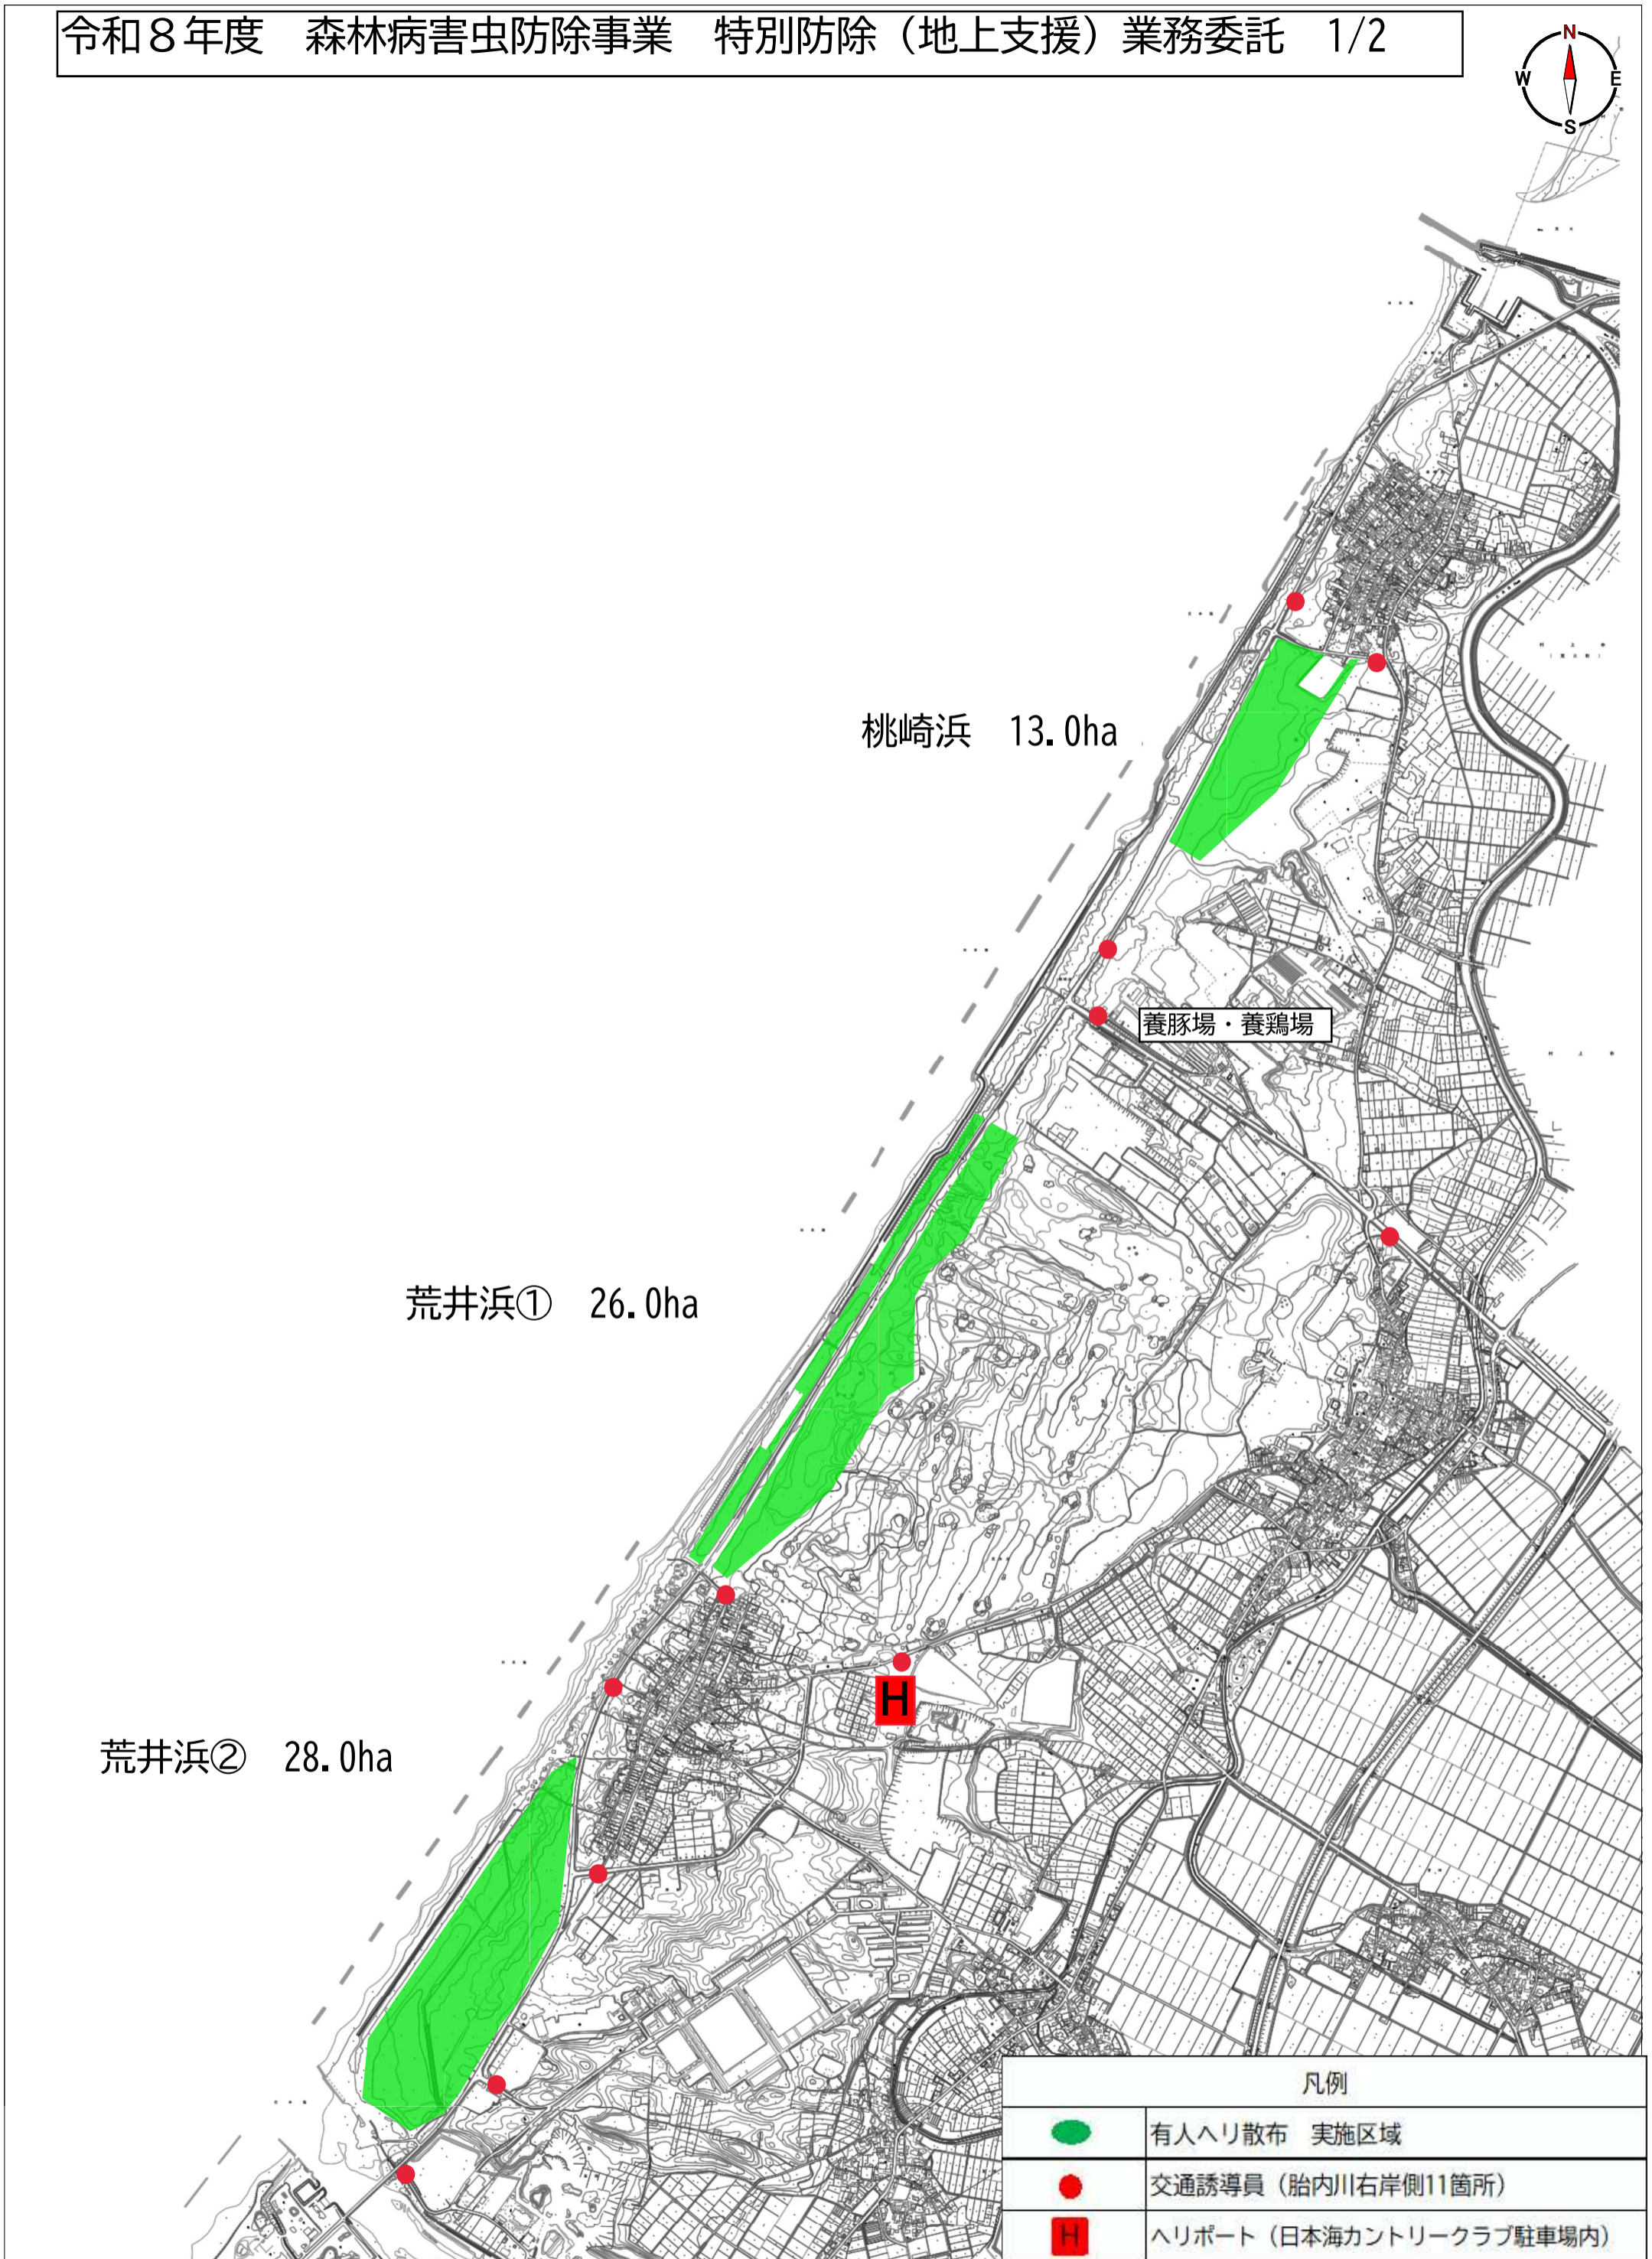 令和８年度　森林病害虫防除事業　特別防除（地上支援）業務委託　1/2
N
W E
S
桃崎浜　13.0ha
養豚場・養鶏場
荒井浜①　26.0ha
H
荒井浜②　28.0ha
凡例
有人ヘリ散布　実施区域
交通誘導員（胎内川右岸側11箇所）
H ヘリポート（日本海カントリークラブ駐車場内）